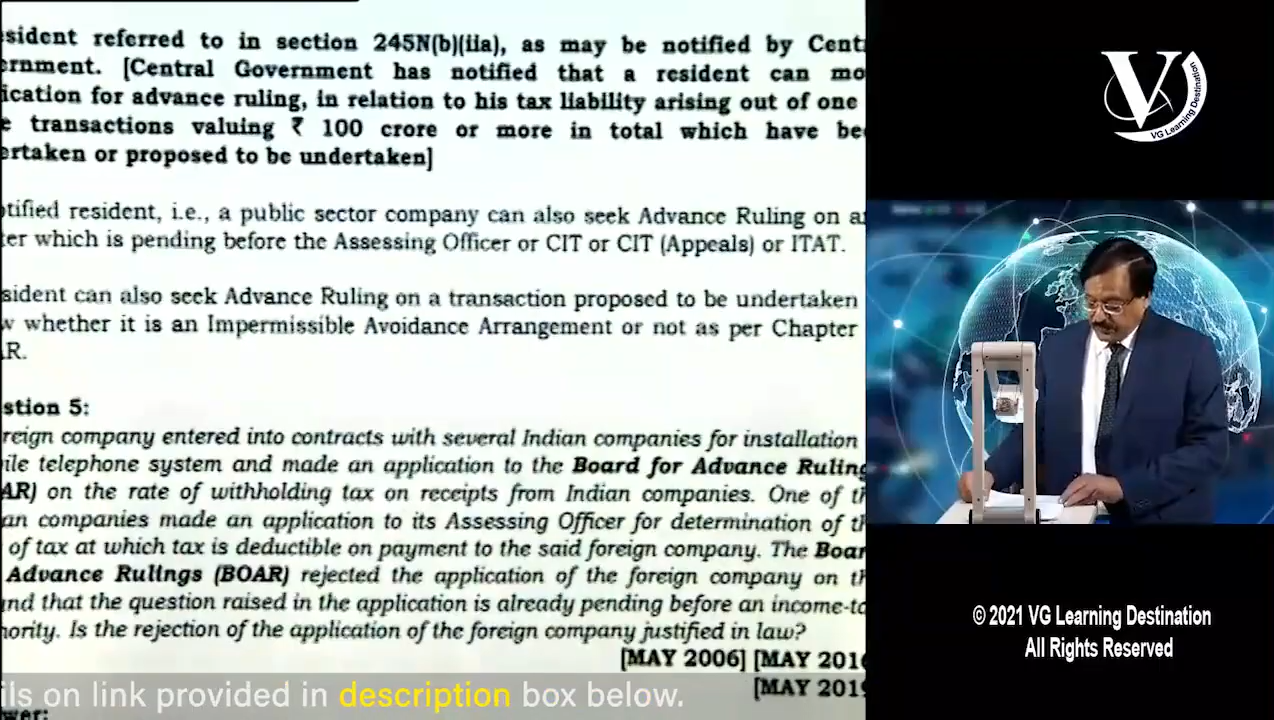 sident referred to in section 245N(b)(iia), as may be notified by Cent
ernment. [Central Government has notified that a resident can mo
ication for advance ruling, in relation to his tax liability arising out of one
e transactions valuing ₹ 100 crore or more in total which have be
ertaken or proposed to be undertaken]
tified resident, i.e., a public sector company can also seek Advance Ruling on a
ter which is pending before the Assessing Officer or CIT or CIT (Appeals) or ITAT.
sident can also seek Advance Ruling on a transaction proposed to be undertaken
w whether it is an Impermissible Avoidance Arrangement or not as per Chapter
R.
stion 5:
reign company entered into contracts with several Indian companies for installation
ile telephone system and made an application to the Board for Advance Ruling
AR) on the rate of withholding tax on receipts from Indian companies. One of th
an companies made an application to its Assessing Officer for determination of th
of tax at which tax is deductible on payment to the said foreign company. The Boar
Advance Rulings (BOAR) rejected the application of the foreign company on th
nd that the question raised in the application is already pending before an income-ta
ority. Is the rejection of the application of the foreign company justified in law?
[MAY 2006] [MAY 201
[MAY 2019
ils on link provided in description box below.
wer:
V
VG Learning Destination
© 2021 VG Learning Destination
All Rights Reserved